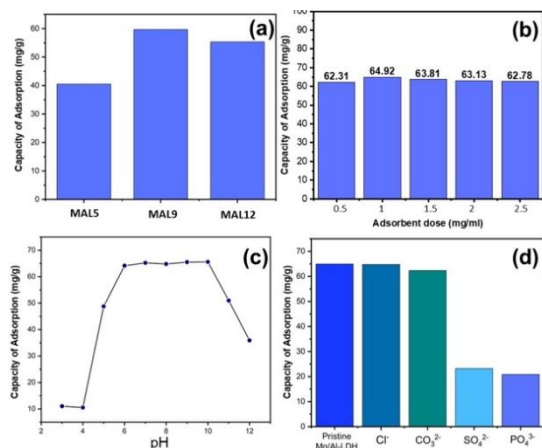 (a)
Capacity of Adsorption (mg/g)
60
50
40
30
20
10
0
MAL5 MAL9 MAL12
(b)
Capacity of Adsorption (mg/g)
100
90
80
70
60
50
40
30
20
10
0
62.31 64.92 63.81 63.13 62.78
0.5 1 1.5 2 2.5
Adsorbent dose (mg/ml)
(c)
Capacity of Adsorption (mg/g)
70
60
50
40
30
20
10
2 4 6 8 10 12
pH
(d)
Capacity of Adsorption (mg/g)
70
60
50
40
30
20
10
0
Pristine Cl⁻ CO₃²⁻ SO₄²⁻ PO₄³⁻
Mg/Al-LDH